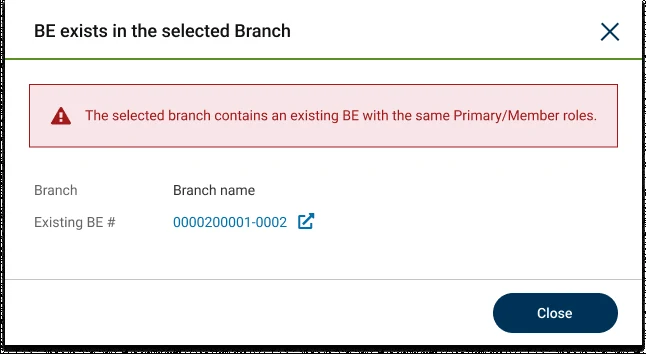 BE exists in the selected Branch
The selected branch contains an existing BE with the same Primary/Member roles.
Branch Branch name
Existing BE # 0000200001-0002
Close